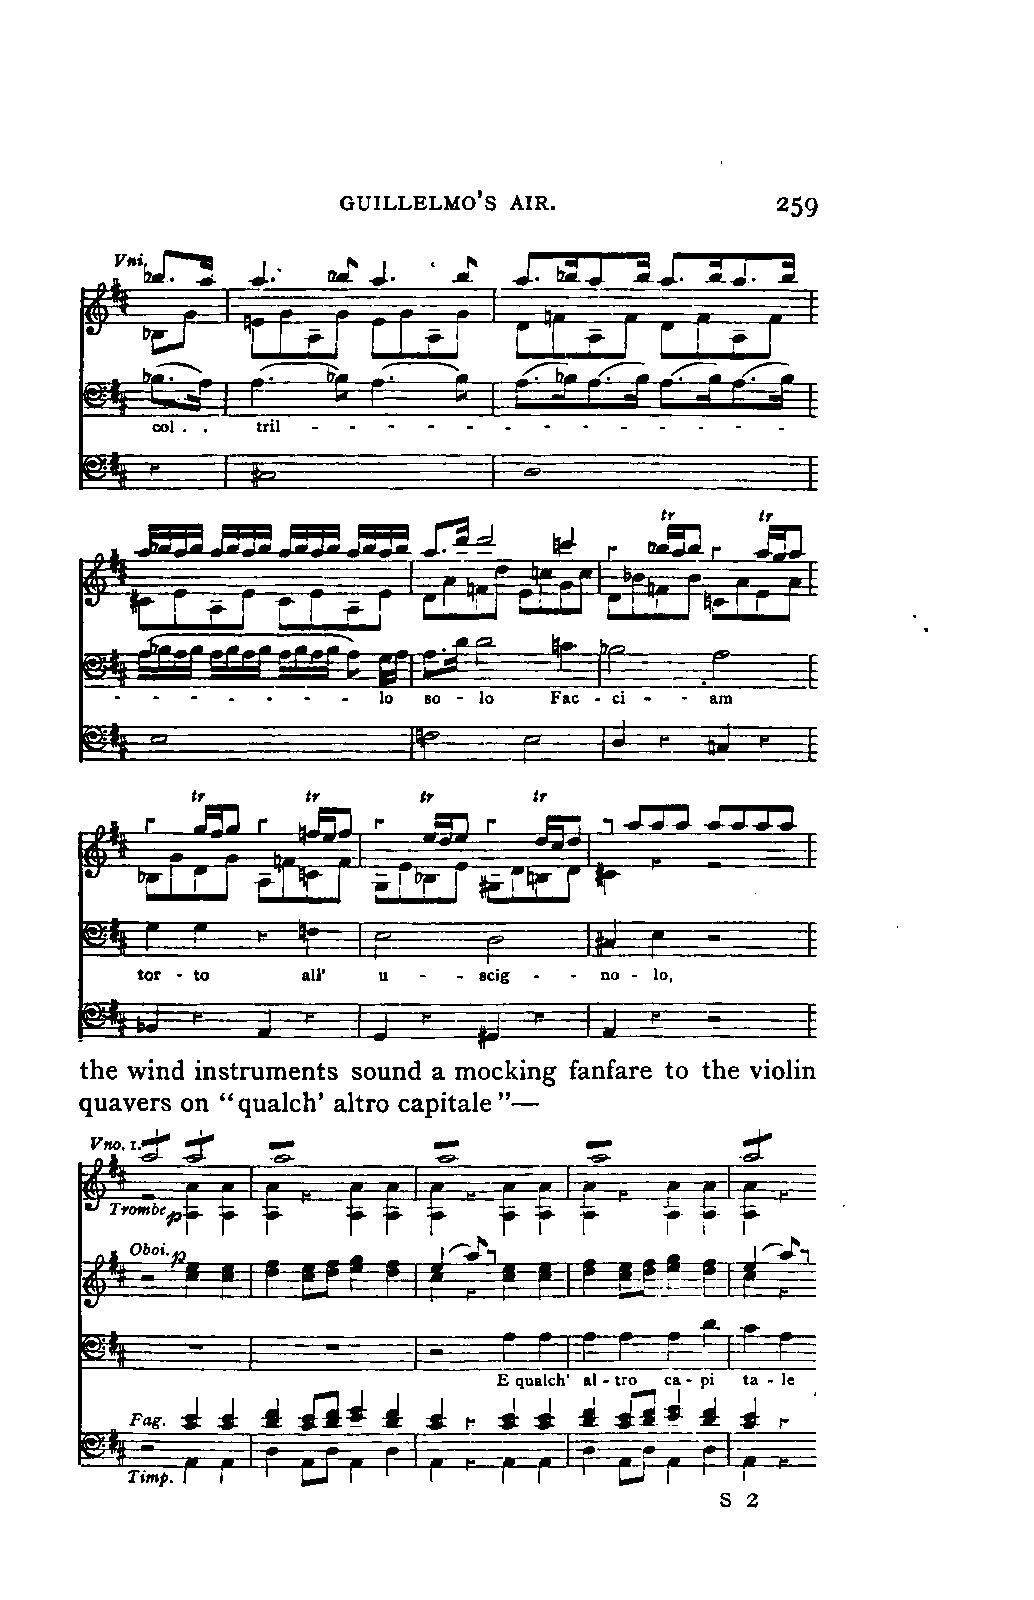 GUILLELMO'S AIR. 259
Vni.
col . . tril - - - - - - - - - - - - -
tr tr
- - - - - - - lo so - lo Fac - ci - - am
tr tr tr tr
tor - to all' u - - scig - - no - lo,
the wind instruments sound a mocking fanfare to the violin
quavers on "qualch' altro capitale"—
Vno. 1.
Trombe p
Oboi. p
E qualch' al - tro ca - pi ta - le
Fag.
Timp.
S 2